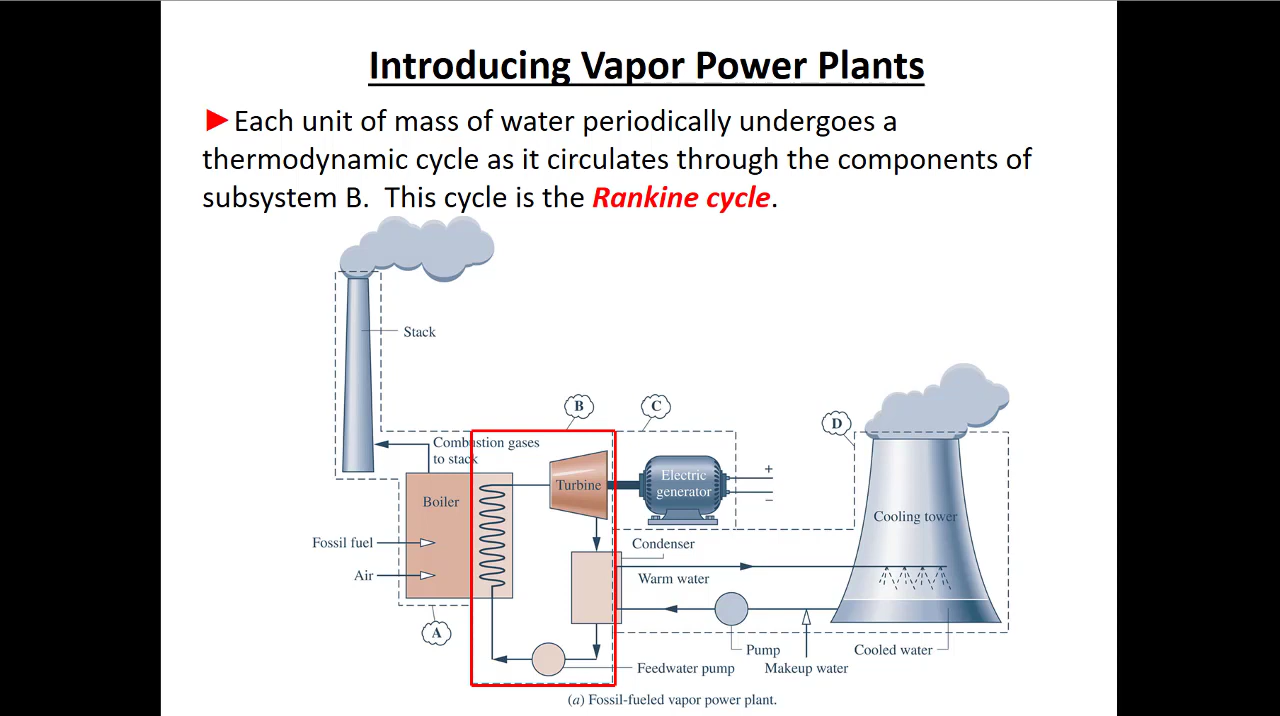 Introducing Vapor Power Plants
►Each unit of mass of water periodically undergoes a
thermodynamic cycle as it circulates through the components of
subsystem B.  This cycle is the Rankine cycle.
Stack
B
C
D
Combustion gases
to stack
Turbine
Electric
generator
+
–
Boiler
Cooling tower
Fossil fuel
Condenser
Air
Warm water
A
Pump
Cooled water
Feedwater pump
Makeup water
(a) Fossil-fueled vapor power plant.